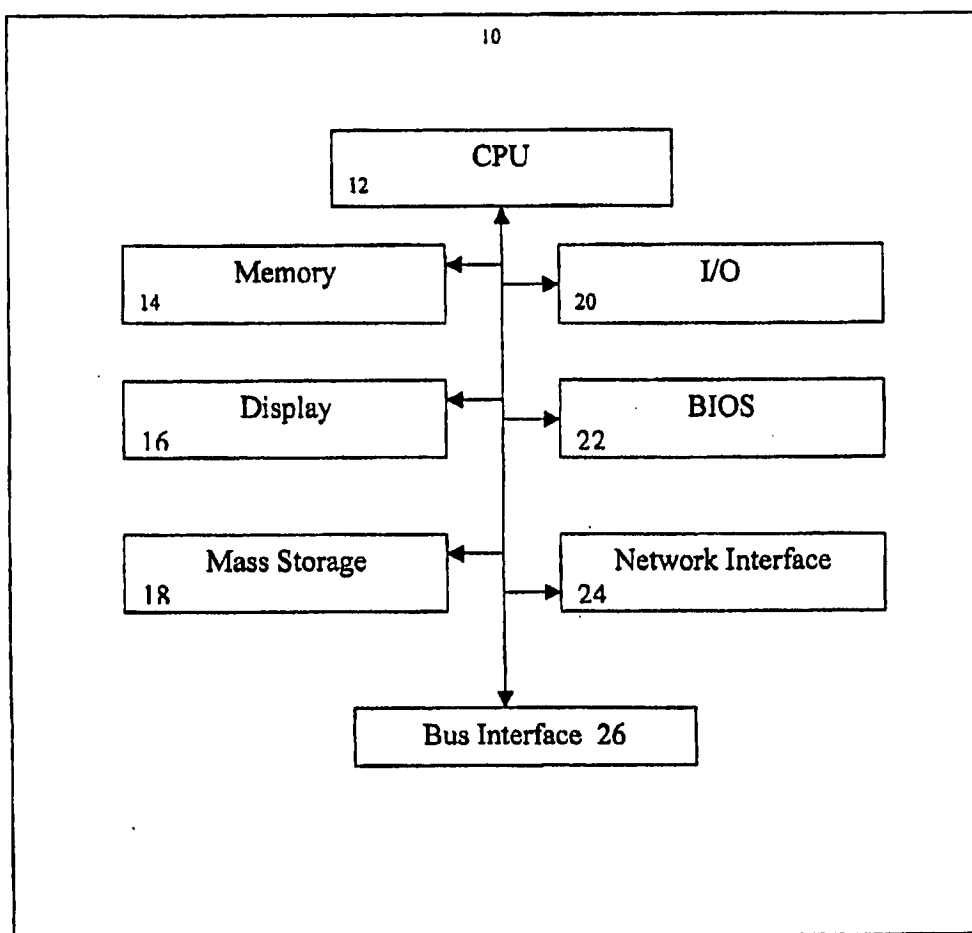 10
CPU
12
Memory
14
I/O
20
Display
16
BIOS
22
Mass Storage
18
Network Interface
24
Bus Interface 26